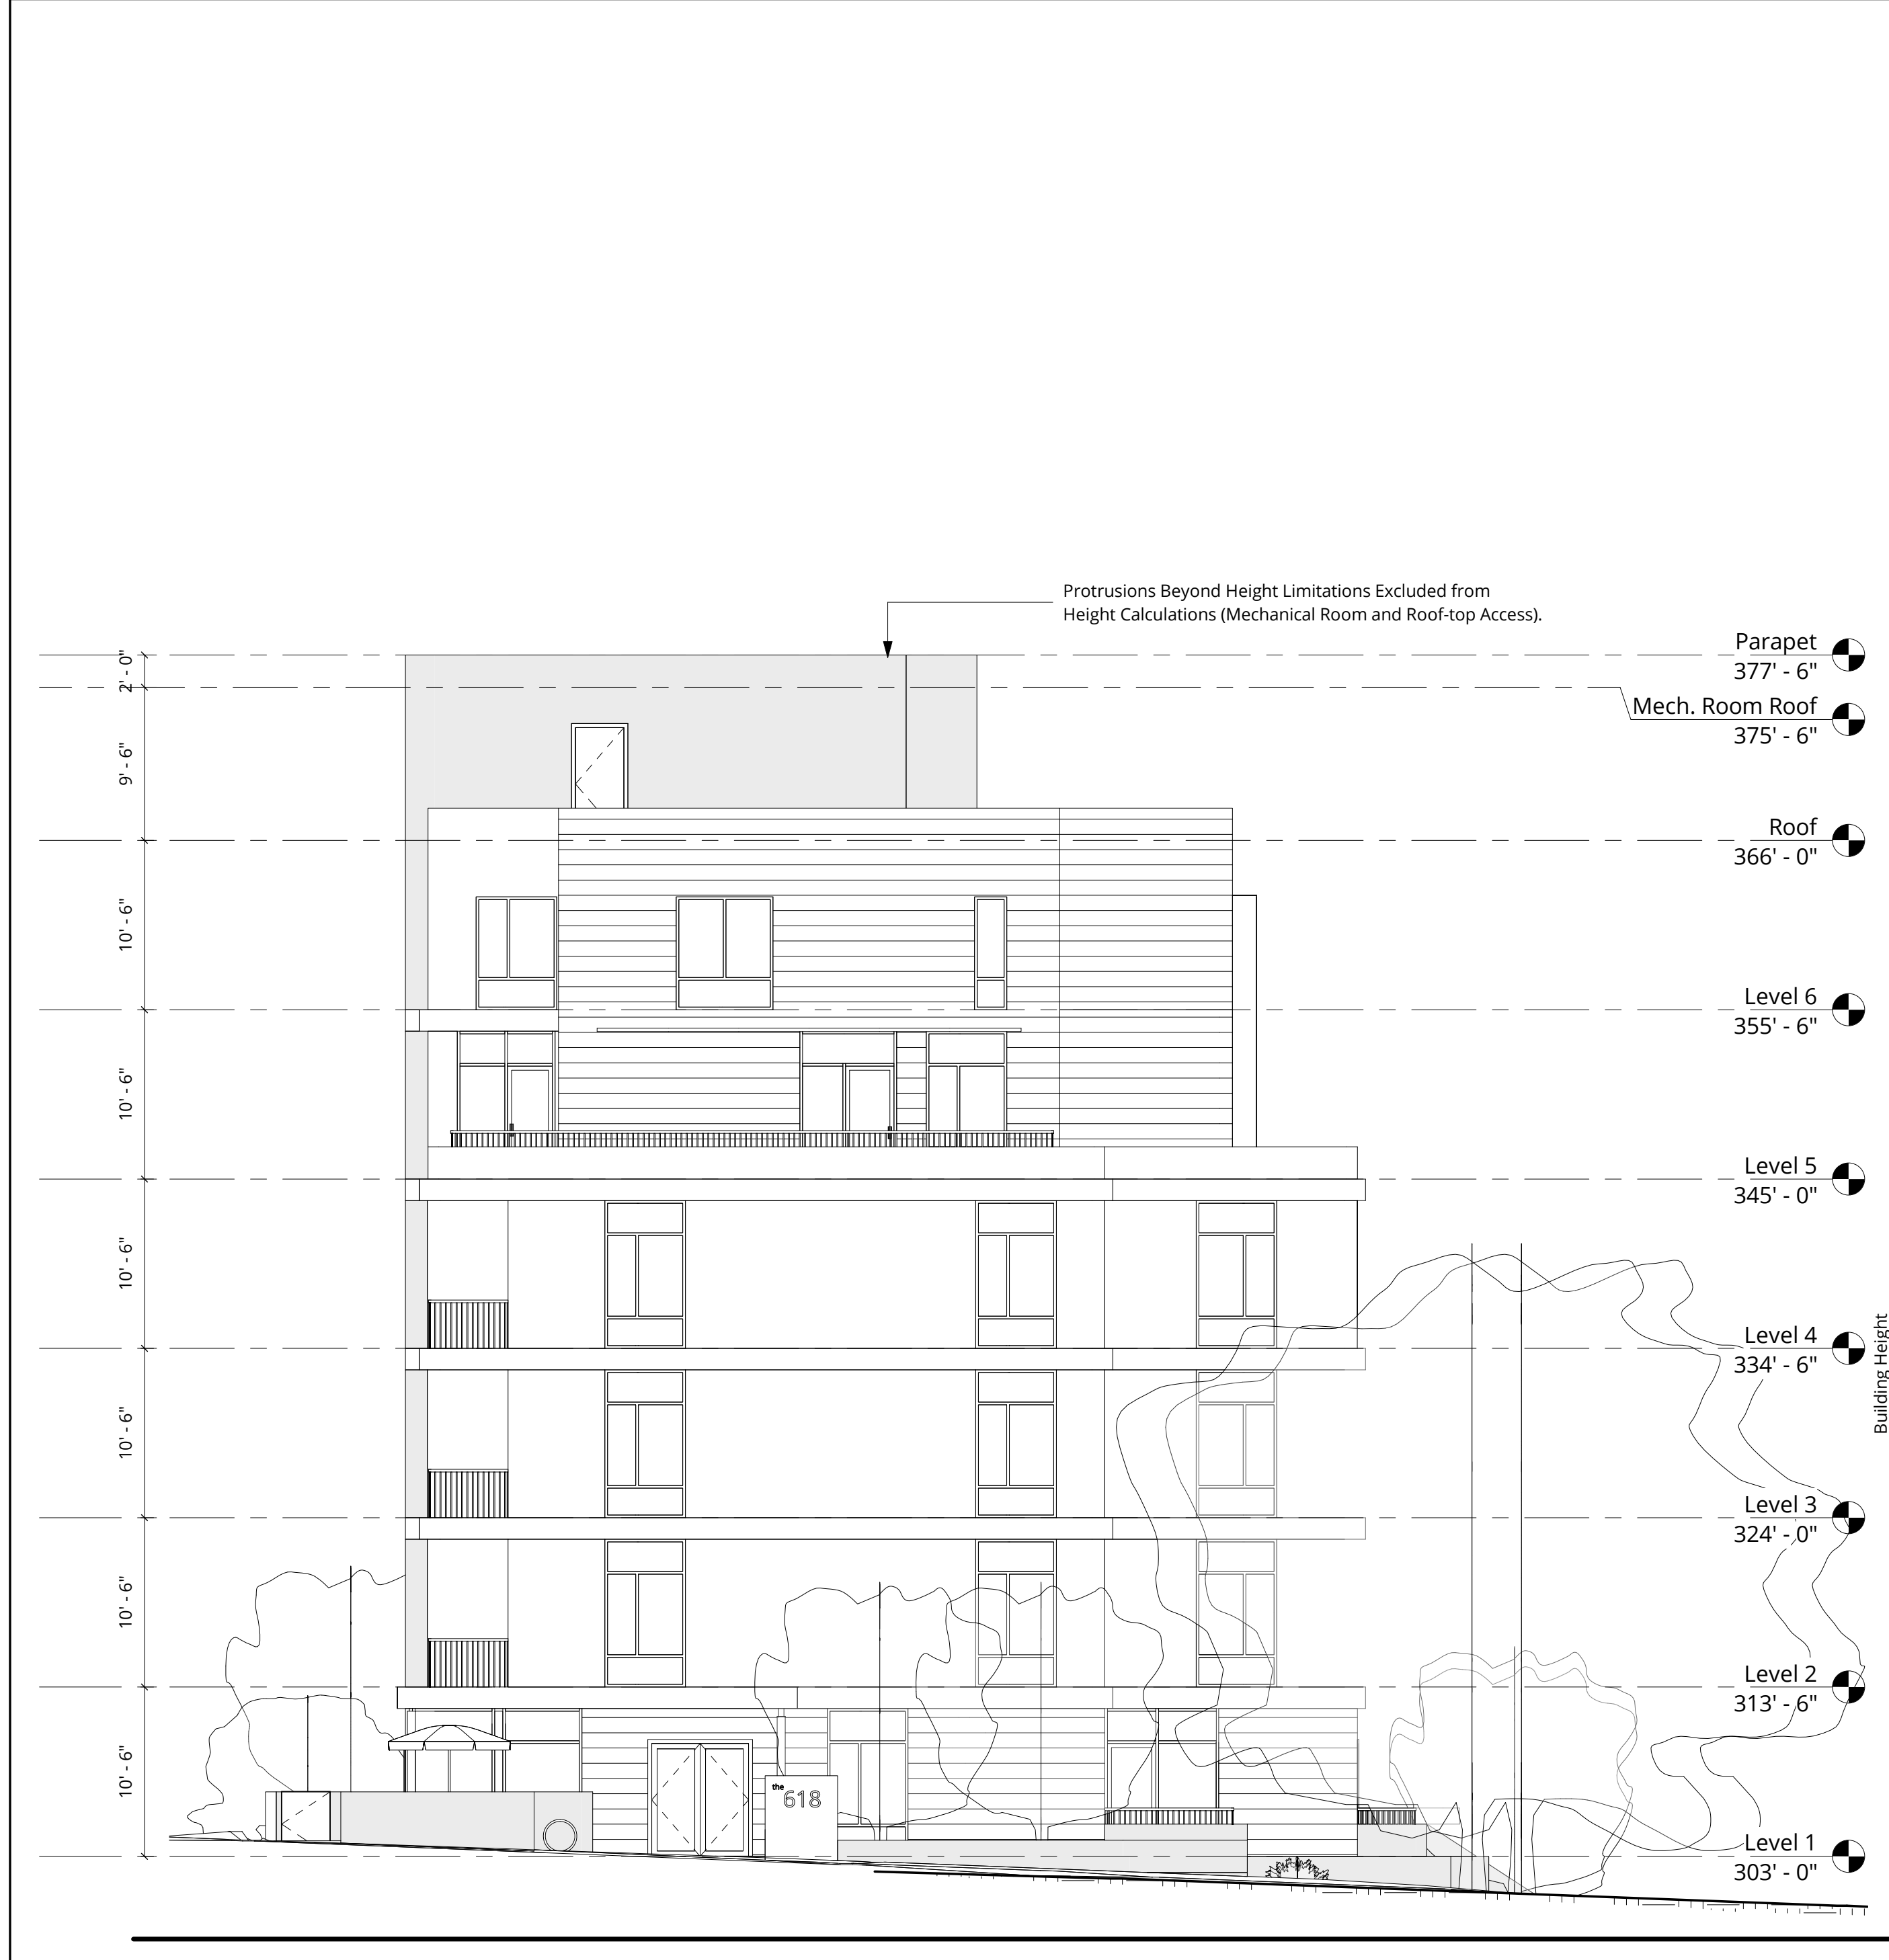 Protrusions Beyond Height Limitations Excluded from
Height Calculations (Mechanical Room and Roof-top Access).
Parapet
377' - 6"
2' - 0"
Mech. Room Roof
375' - 6"
9' - 6"
Roof
366' - 0"
10' - 6"
Level 6
355' - 6"
10' - 6"
Level 5
345' - 0"
10' - 6"
Level 4
334' - 6"
Building Height
10' - 6"
Level 3
324' - 0"
10' - 6"
Level 2
313' - 6"
10' - 6"
the
618
Level 1
303' - 0"